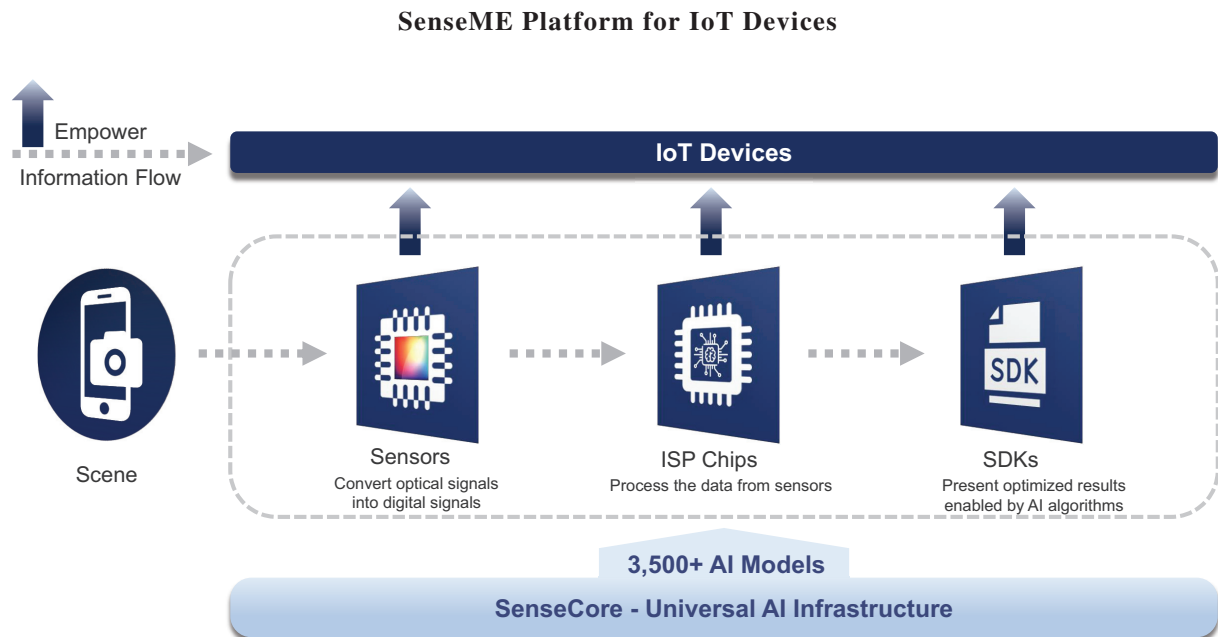 SenseME Platform for IoT Devices
Empower
Information Flow
IoT Devices
Scene
Sensors
Convert optical signals
into digital signals
ISP Chips
Process the data from sensors
SDK
SDKs
Present optimized results
enabled by AI algorithms
3,500+ AI Models
SenseCore - Universal AI Infrastructure